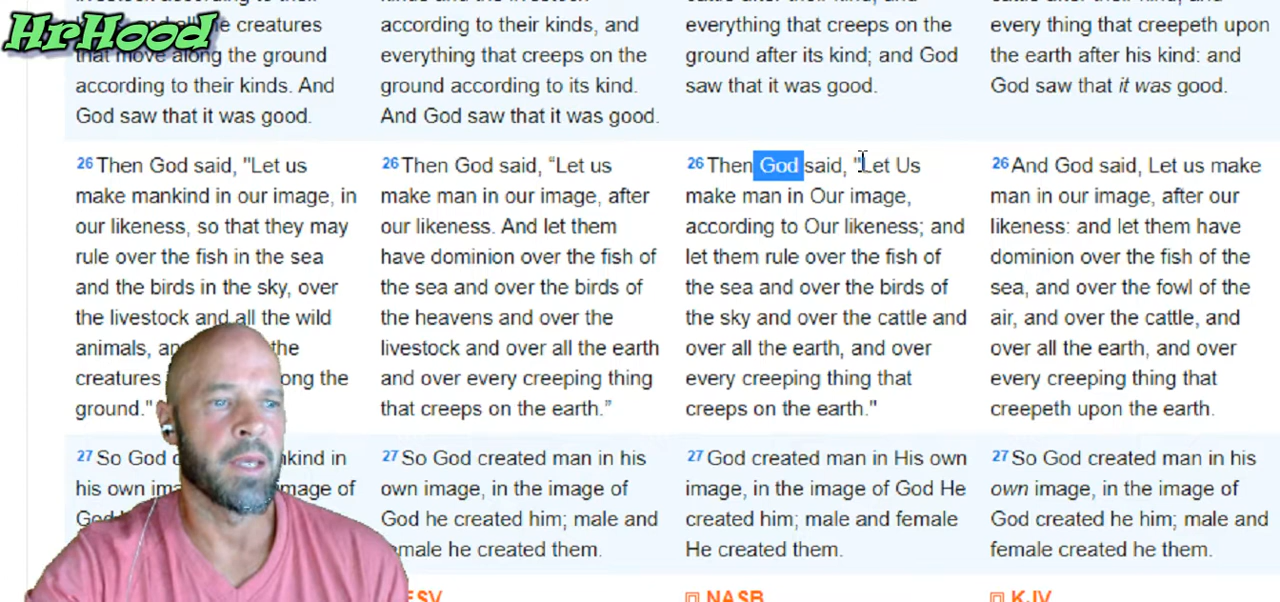 HrHood
and all the creatures
that move along the ground
according to their kinds. And
God saw that it was good.
26 Then God said, "Let us
make mankind in our image, in
our likeness, so that they may
rule over the fish in the sea
and the birds in the sky, over
the livestock and all the wild
animals, the
creatures ong the
ground."
27 So God nkind in
his own image of
according to their kinds, and
everything that creeps on the
ground according to its kind.
And God saw that it was good.
26 Then God said, “Let us
make man in our image, after
our likeness. And let them
have dominion over the fish of
the sea and over the birds of
the heavens and over the
livestock and over all the earth
and over every creeping thing
that creeps on the earth.”
27 So God created man in his
own image, in the image of
God he created him; male and
female he created them.
ESV
everything that creeps on the
ground after its kind; and God
saw that it was good.
26 Then God said, "Let Us
make man in Our image,
according to Our likeness; and
let them rule over the fish of
the sea and over the birds of
the sky and over the cattle and
over all the earth, and over
every creeping thing that
creeps on the earth."
27 God created man in His own
image, in the image of God He
created him; male and female
He created them.
NASB
every thing that creepeth upon
the earth after his kind: and
God saw that it was good.
26 And God said, Let us make
man in our image, after our
likeness: and let them have
dominion over the fish of the
sea, and over the fowl of the
air, and over the cattle, and
over all the earth, and over
every creeping thing that
creepeth upon the earth.
27 So God created man in his
own image, in the image of
God created he him; male and
female created he them.
KJV